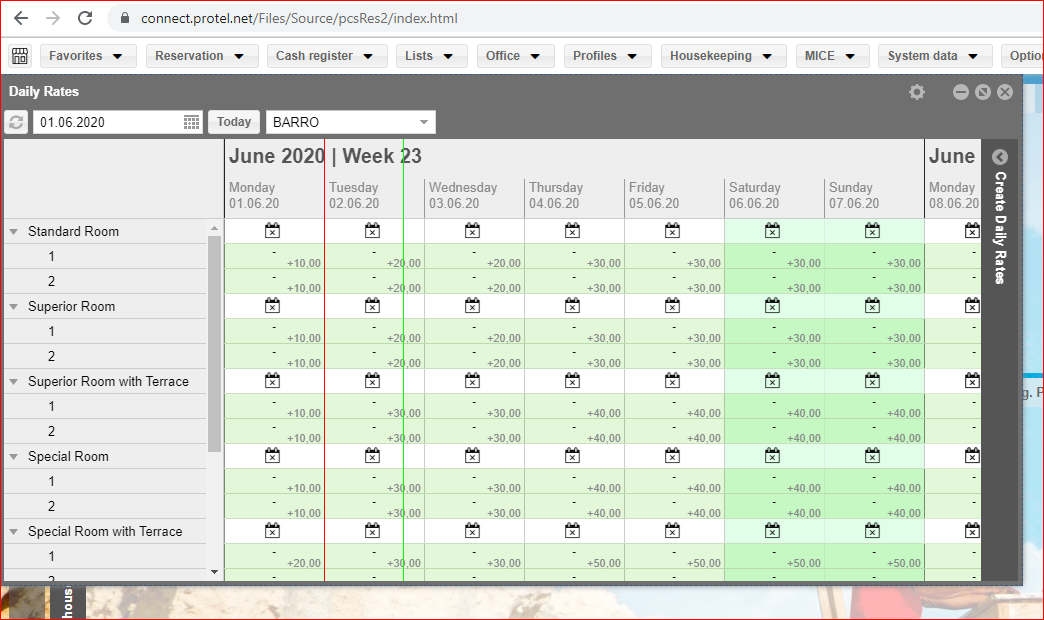 connect.protel.net/Files/Source/pcsRes2/index.html
Favorites Reservation Cash register Lists Office Profiles Housekeeping MICE System data Optio
Daily Rates
01.06.2020 Today BARRO
June 2020 | Week 23 June
Monday Tuesday Wednesday Thursday Friday Saturday Sunday Monday
01.06.20 02.06.20 03.06.20 04.06.20 05.06.20 06.06.20 07.06.20 08.06.20
Create Daily Rates
Standard Room
1 - - - - - - - -
+10,00 +20,00 +20,00 +30,00 +30,00 +30,00 +30,00
2 - - - - - - - -
+10,00 +20,00 +20,00 +30,00 +30,00 +30,00 +30,00
Superior Room
1 - - - - - - - -
+10,00 +20,00 +20,00 +30,00 +30,00 +30,00 +30,00
2 - - - - - - - -
+10,00 +20,00 +20,00 +30,00 +30,00 +30,00 +30,00
Superior Room with Terrace
1 - - - - - - - -
+10,00 +30,00 +30,00 +40,00 +40,00 +40,00 +40,00
2 - - - - - - - -
+10,00 +30,00 +30,00 +40,00 +40,00 +40,00 +40,00
g. P
Special Room
1 - - - - - - - -
+10,00 +30,00 +30,00 +40,00 +40,00 +40,00 +40,00
2 - - - - - - - -
+10,00 +30,00 +30,00 +40,00 +40,00 +40,00 +40,00
Special Room with Terrace
1 - - - - - - - -
+20,00 +30,00 +30,00 +50,00 +50,00 +50,00 +50,00
2 - - - - - - - -
hous